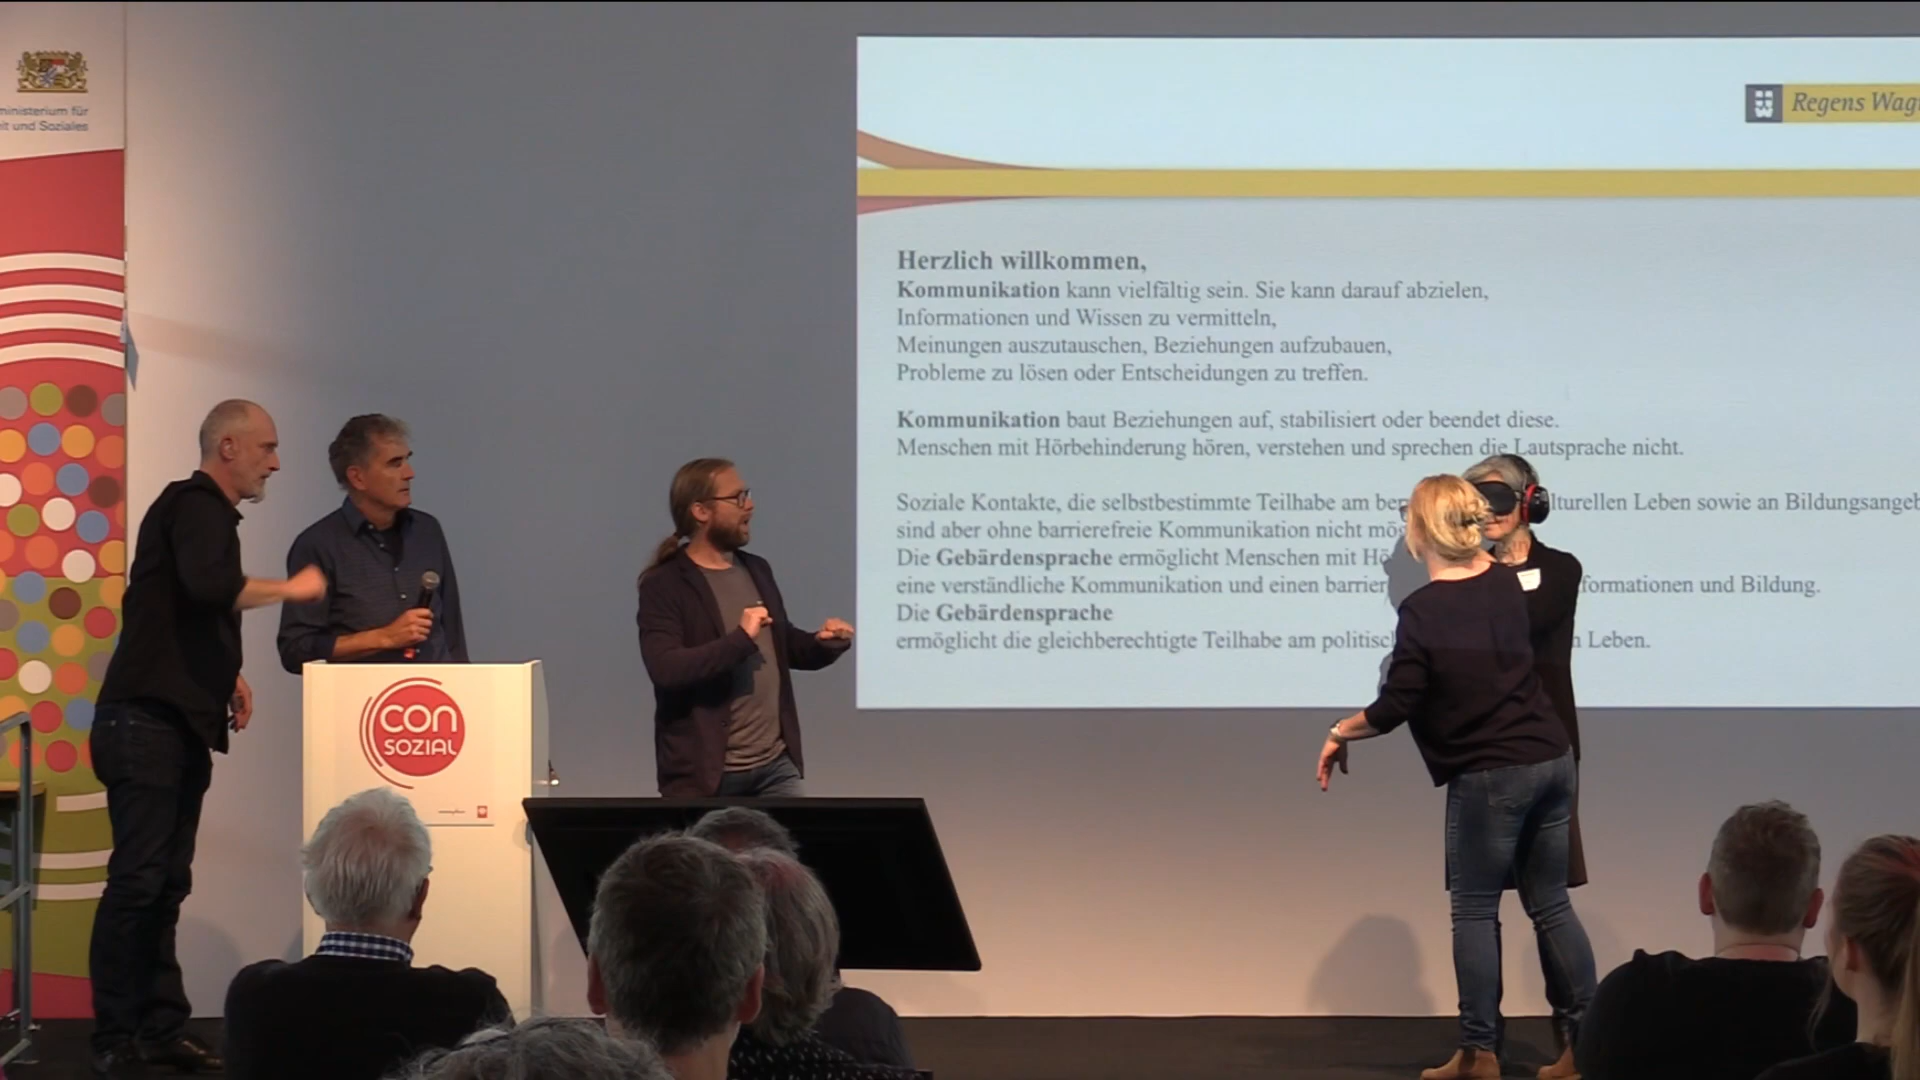 ministerium für
it und Soziales
Regens Wag
Herzlich willkommen,
Kommunikation kann vielfältig sein. Sie kann darauf abzielen,
Informationen und Wissen zu vermitteln,
Meinungen auszutauschen, Beziehungen aufzubauen,
Probleme zu lösen oder Entscheidungen zu treffen.
Kommunikation baut Beziehungen auf, stabilisiert oder beendet diese.
Menschen mit Hörbehinderung hören, verstehen und sprechen die Lautsprache nicht.
Soziale Kontakte, die selbstbestimmte Teilhabe am be lturellen Leben sowie an Bildungsangeb
sind aber ohne barrierefreie Kommunikation nicht mög
Die Gebärdensprache ermöglicht Menschen mit Hö
eine verständliche Kommunikation und einen barrier formationen und Bildung.
Die Gebärdensprache
ermöglicht die gleichberechtigte Teilhabe am politisch n Leben.
CON
SOZIAL